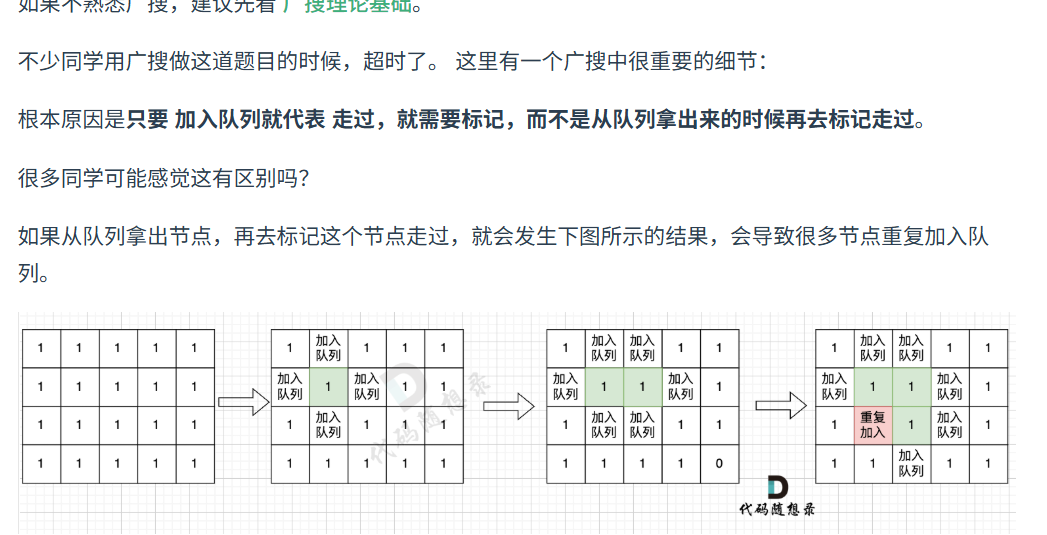 如果不熟悉广搜，建议先看 广搜理论基础。
不少同学用广搜做这道题目的时候，超时了。 这里有一个广搜中很重要的细节：
根本原因是只要 加入队列就代表 走过，就需要标记，而不是从队列拿出来的时候再去标记走过。
很多同学可能感觉这有区别吗？
如果从队列拿出节点，再去标记这个节点走过，就会发生下图所示的结果，会导致很多节点重复加入队
列。
1 1 1 1 1
1 1 1 1 1
1 1 1 1 1
1 1 1 1 1
1 加入队列 1 1 1
加入队列 1 加入队列 1 1
1 加入队列 1 1 1
1 1 1 1 1
1 加入队列 加入队列 1 1
加入队列 1 1 加入队列 1
1 加入队列 加入队列 1 1
1 1 1 1 0
1 加入队列 加入队列 1 1
加入队列 1 1 加入队列 1
1 重复加入 1 加入队列 1
1 1 加入队列 1 1
代码随想录
代码随想录